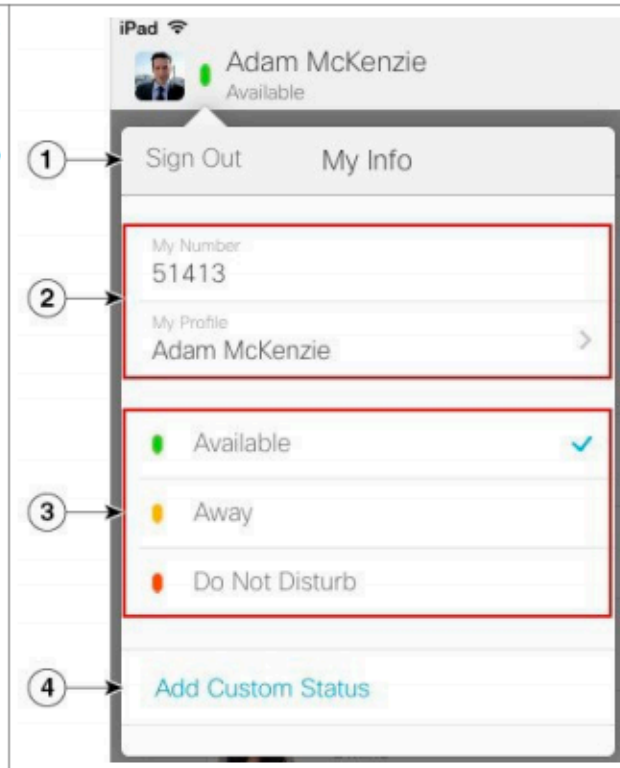 iPad
Adam McKenzie
Available
1
Sign Out My Info
My Number
51413
2
My Profile
Adam McKenzie
Available
3
Away
Do Not Disturb
4
Add Custom Status